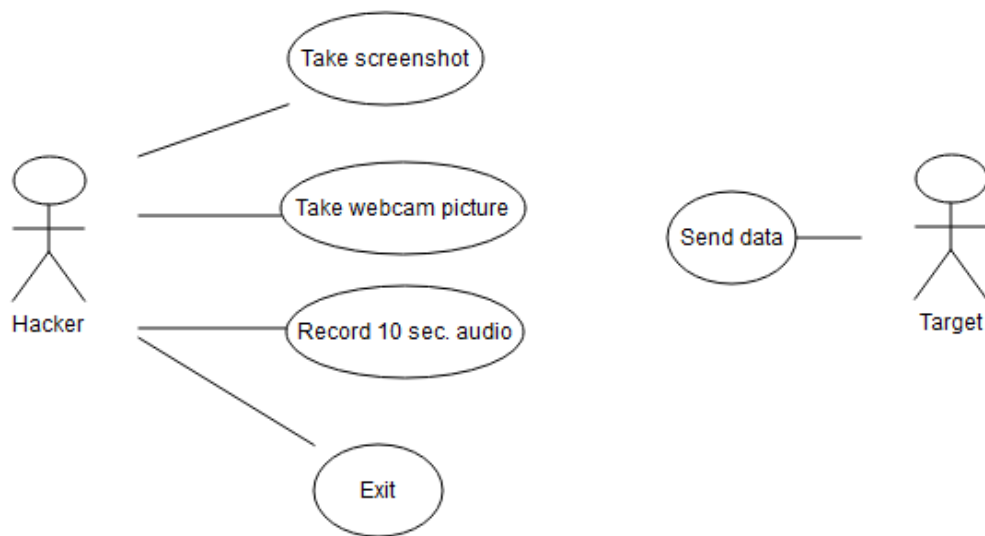 Take screenshot
Take webcam picture
Send data
Hacker
Record 10 sec. audio
Target
Exit